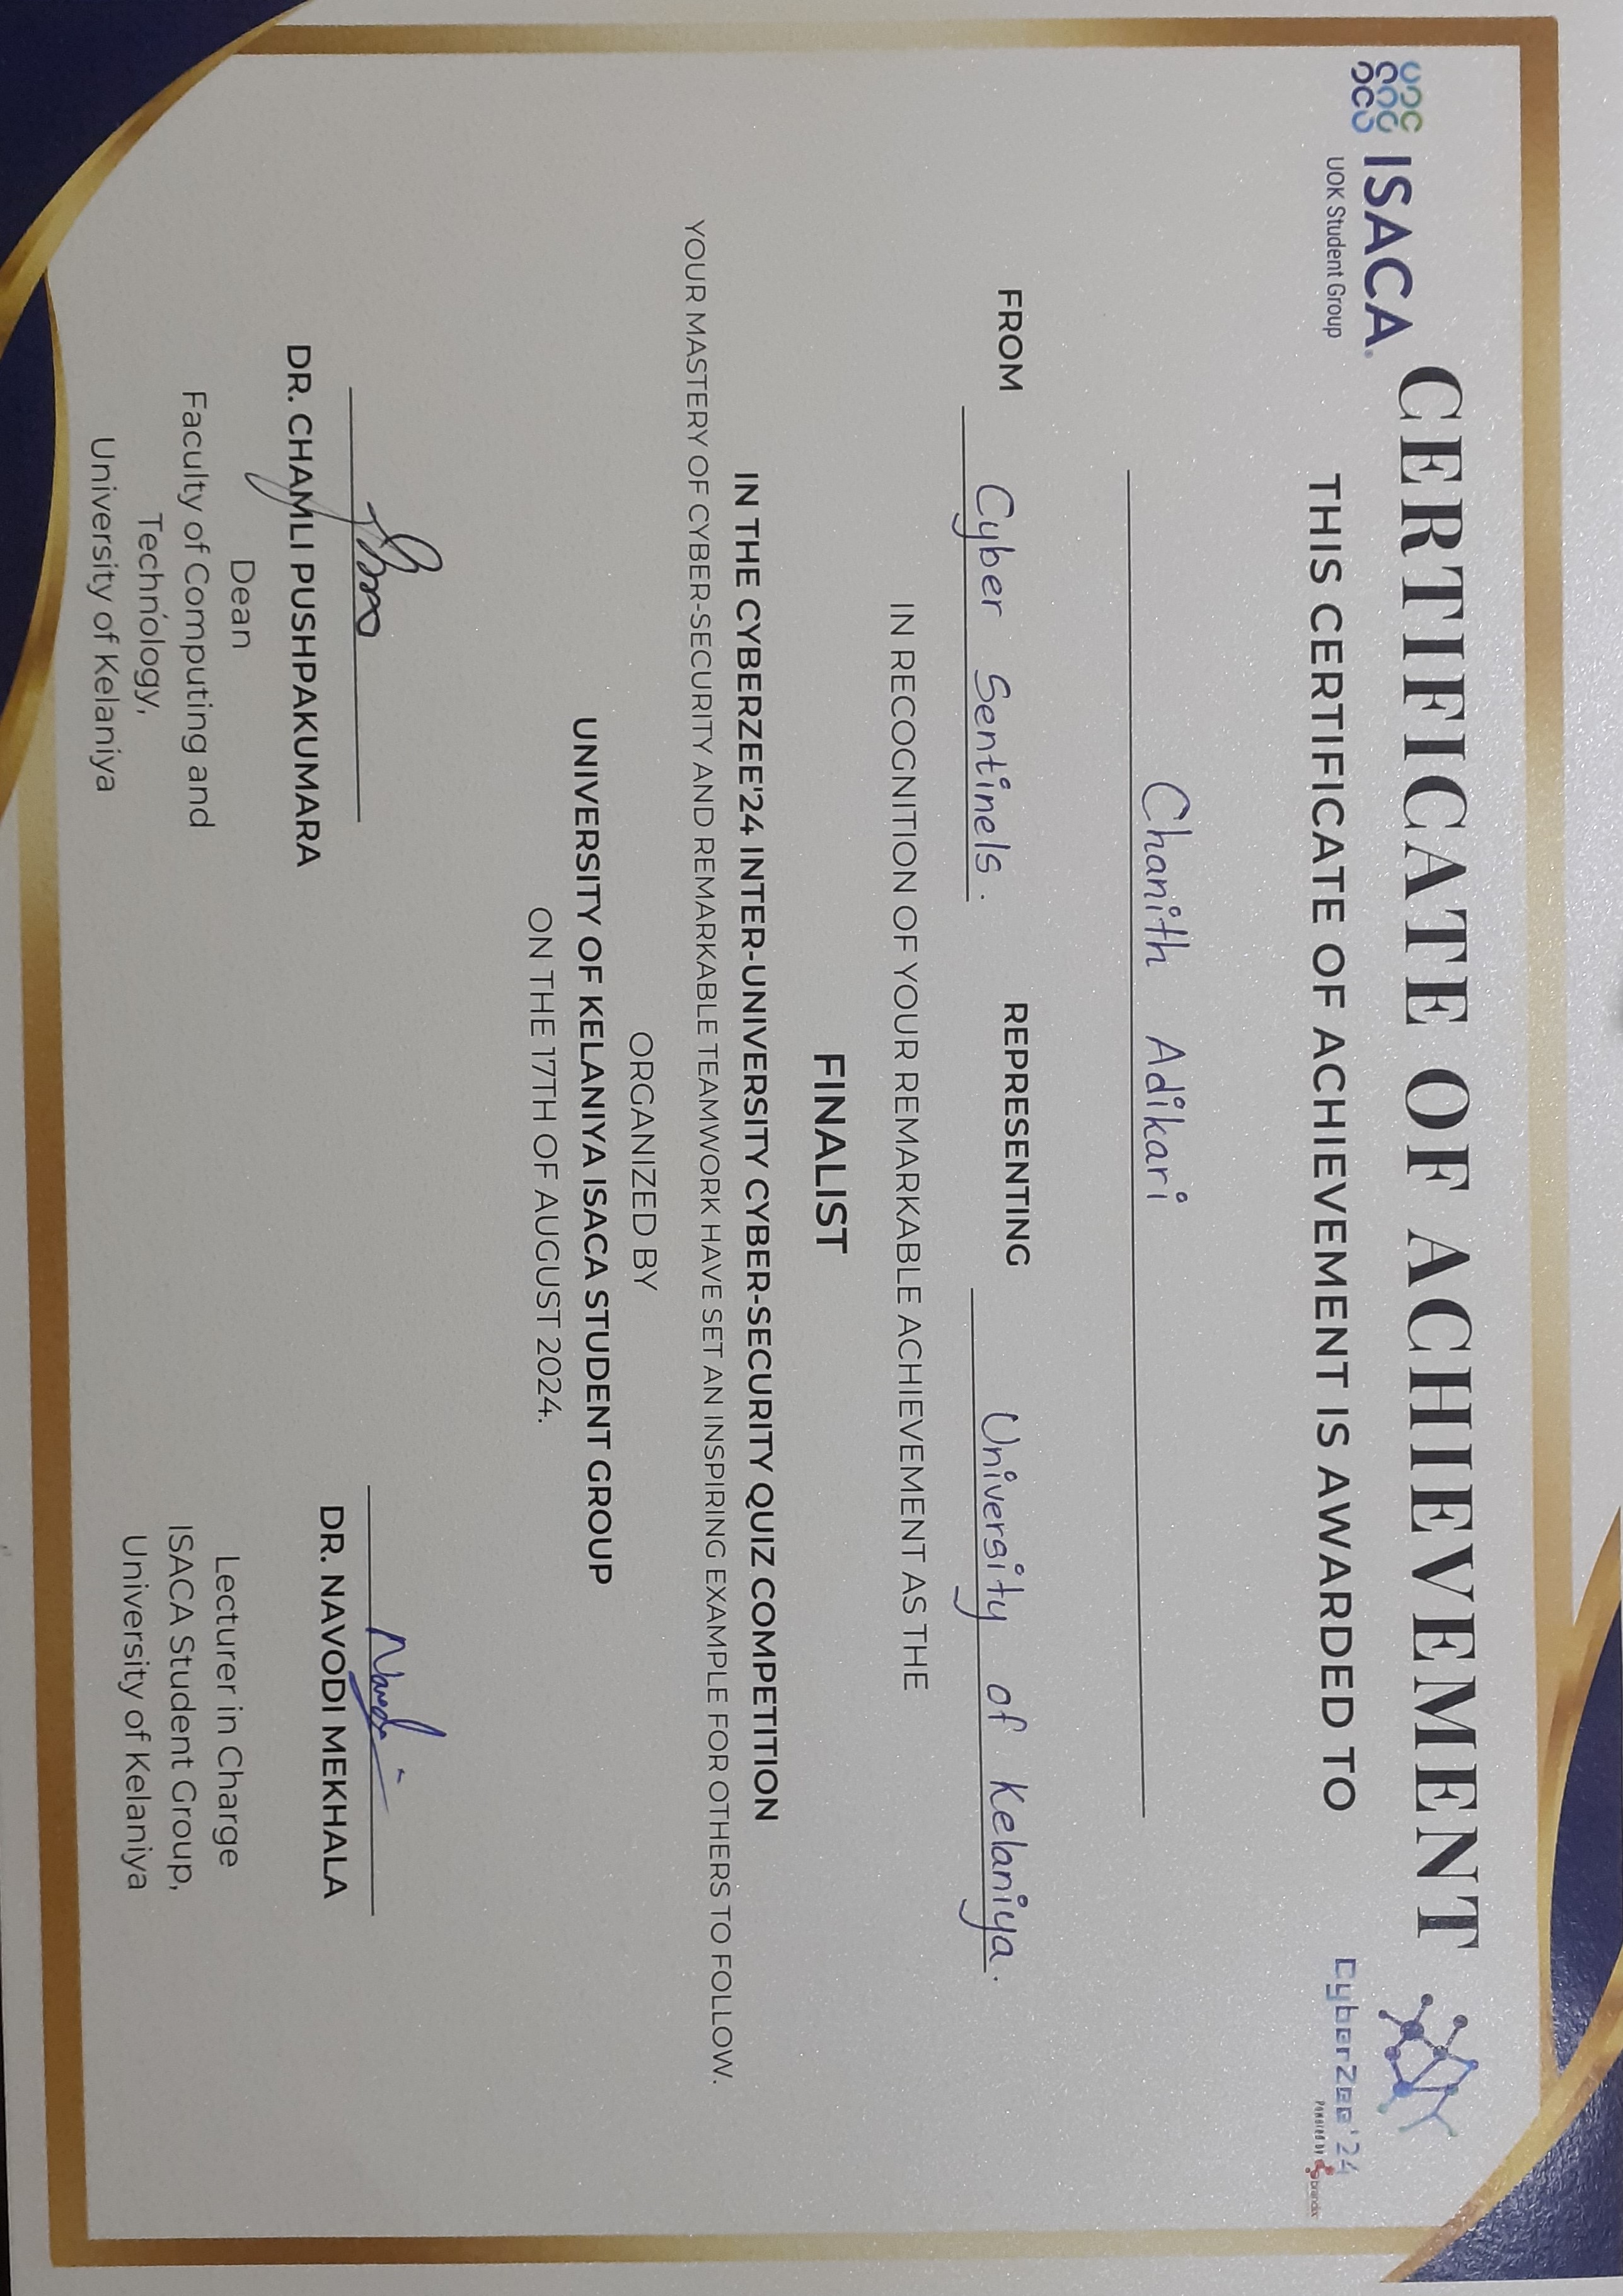 ISACA®
UOK Student Group
CyberZee'24
POWERED BY brandix
CERTIFICATE OF ACHIEVEMENT
THIS CERTIFICATE OF ACHIEVEMENT IS AWARDED TO
Chanith Adikari
FROM Cyber Sentinels. REPRESENTING University of Kelaniya.
IN RECOGNITION OF YOUR REMARKABLE ACHIEVEMENT AS THE
FINALIST
IN THE CYBERZEE'24 INTER-UNIVERSITY CYBER-SECURITY QUIZ COMPETITION
YOUR MASTERY OF CYBER-SECURITY AND REMARKABLE TEAMWORK HAVE SET AN INSPIRING EXAMPLE FOR OTHERS TO FOLLOW.
ORGANIZED BY
UNIVERSITY OF KELANIYA ISACA STUDENT GROUP
ON THE 17TH OF AUGUST 2024.
DR. CHAMLI PUSHPAKUMARA
Dean
Faculty of Computing and
Technology,
University of Kelaniya
DR. NAVODI MEKHALA
Lecturer in Charge
ISACA Student Group,
University of Kelaniya